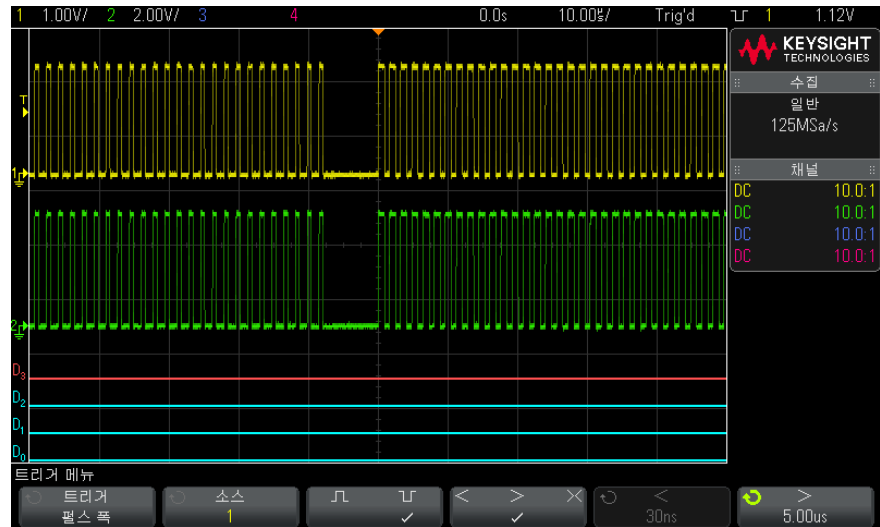 1 1.00V/ 2 2.00V/ 3 4 0.0s 10.00㎲/ Trig'd 1 1.12V
KEYSIGHT
TECHNOLOGIES
수집
일반
125MSa/s
채널
DC 10.0:1
DC 10.0:1
DC 10.0:1
DC 10.0:1
T
1
2
D3
D2
D1
D0
트리거 메뉴
트리거 소스 < > >< < >
펄스 폭 1 30ns 5.00us